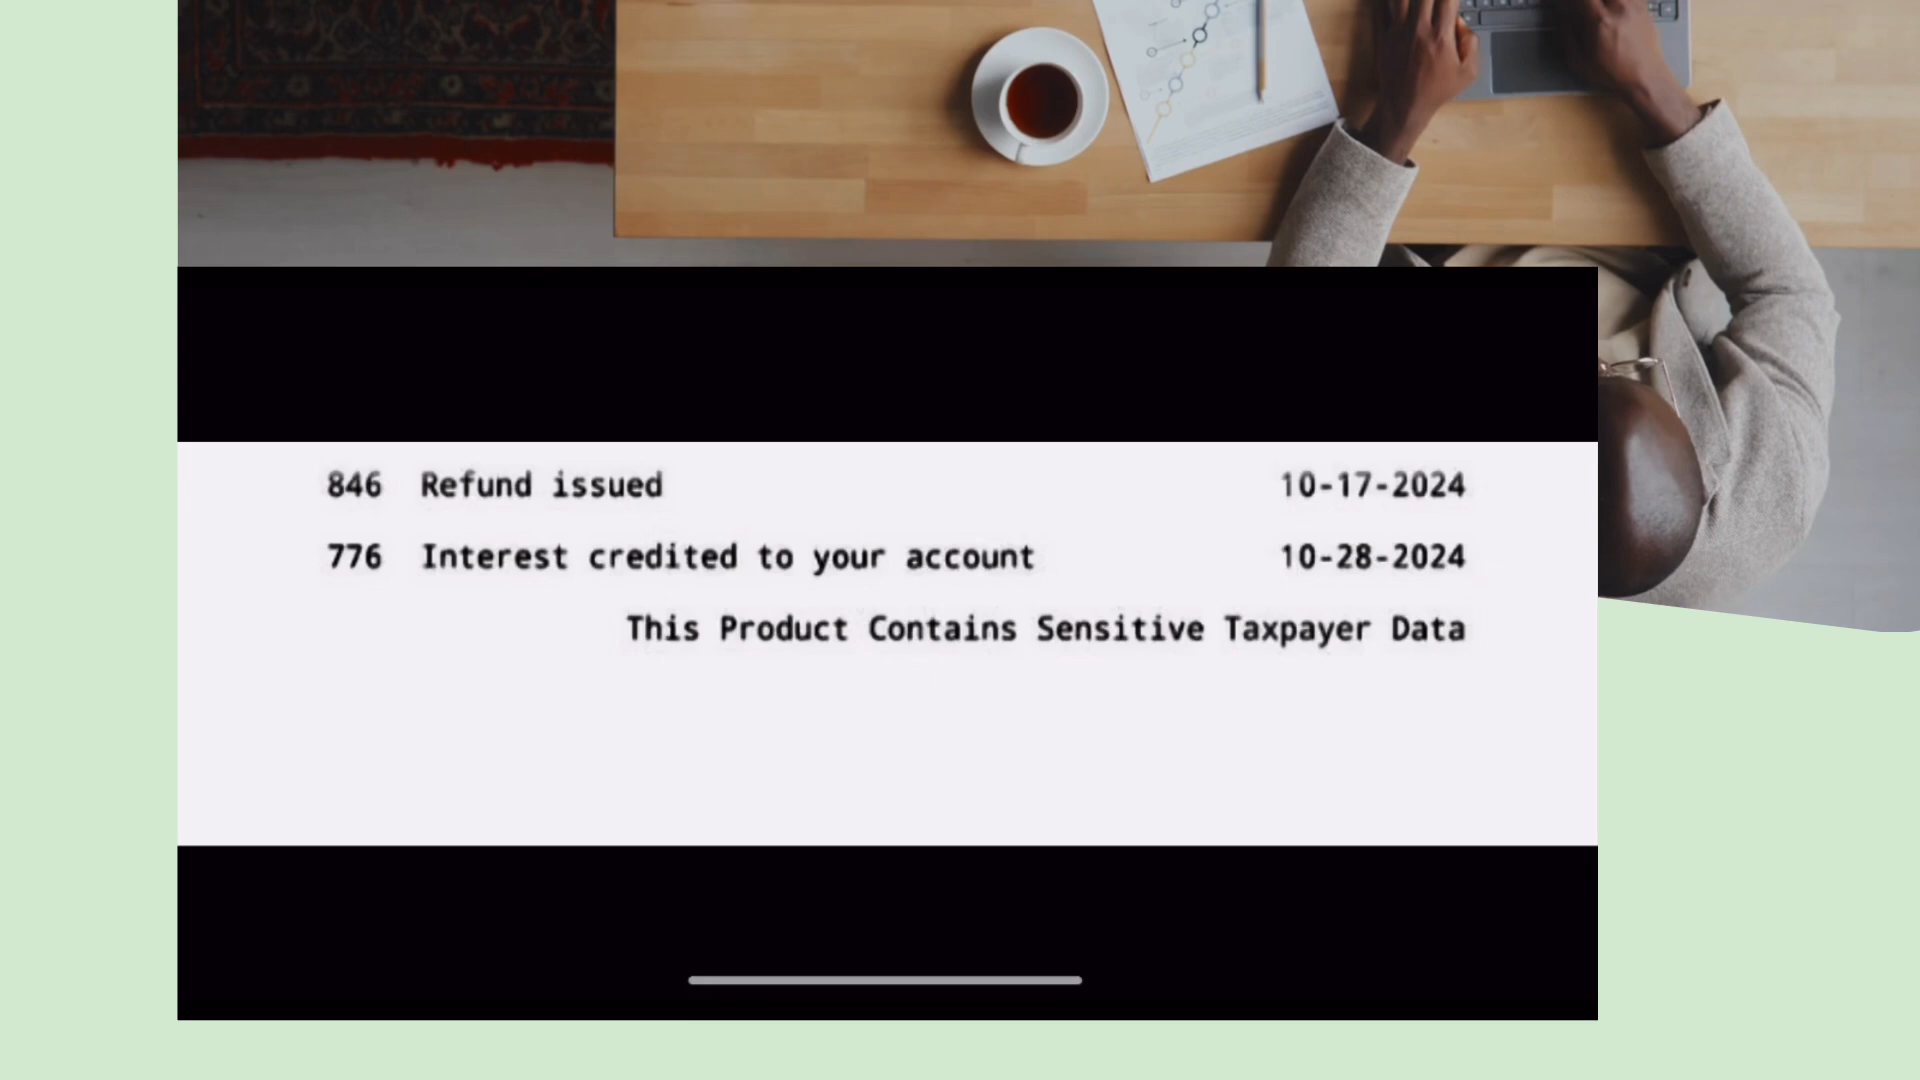 846 Refund issued 10-17-2024
776 Interest credited to your account 10-28-2024
This Product Contains Sensitive Taxpayer Data